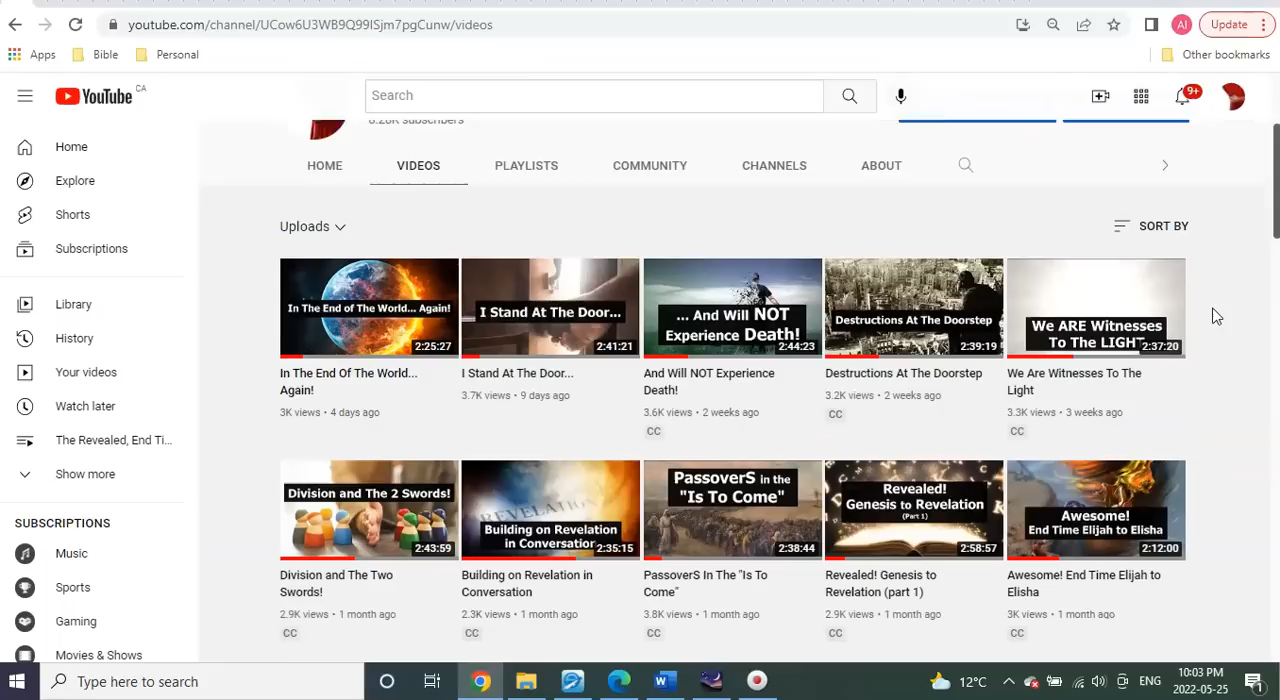 youtube.com/channel/UCow6U3WB9Q99ISjm7pgCunw/videos
AI
Update
Apps
Bible
Personal
Other bookmarks
YouTube CA
Search
9+
6.28K subscribers
HOME
VIDEOS
PLAYLISTS
COMMUNITY
CHANNELS
ABOUT
Home
Explore
Shorts
Subscriptions
Library
History
Your videos
Watch later
The Revealed, End Ti...
Show more
SUBSCRIPTIONS
Music
Sports
Gaming
Movies & Shows
Uploads
SORT BY
In The End of The World... Again!
2:25:27
In The End Of The World...
Again!
3K views • 4 days ago
I Stand At The Door...
2:41:21
I Stand At The Door...
3.7K views • 9 days ago
... And Will NOT
Experience Death!
2:44:23
And Will NOT Experience
Death!
3.6K views • 2 weeks ago
CC
Destructions At The Doorstep
2:39:19
Destructions At The Doorstep
3.2K views • 2 weeks ago
CC
We ARE Witnesses
To The LIGHT
2:37:20
We Are Witnesses To The
Light
3.3K views • 3 weeks ago
CC
Division and The 2 Swords!
2:43:59
Division and The Two
Swords!
2.9K views • 1 month ago
CC
REVELATION
Building on Revelation
in Conversation
2:35:15
Building on Revelation in
Conversation
2.3K views • 1 month ago
CC
PassoverS in the
"Is To Come"
2:38:44
PassoverS In The "Is To
Come"
3.8K views • 1 month ago
CC
Revealed!
Genesis to Revelation
(Part 1)
2:58:57
Revealed! Genesis to
Revelation (part 1)
2.9K views • 1 month ago
CC
Awesome!
End Time Elijah to Elisha
2:12:00
Awesome! End Time Elijah to
Elisha
3K views • 1 month ago
CC
Type here to search
12°C
ENG
10:03 PM
2022-05-25
1